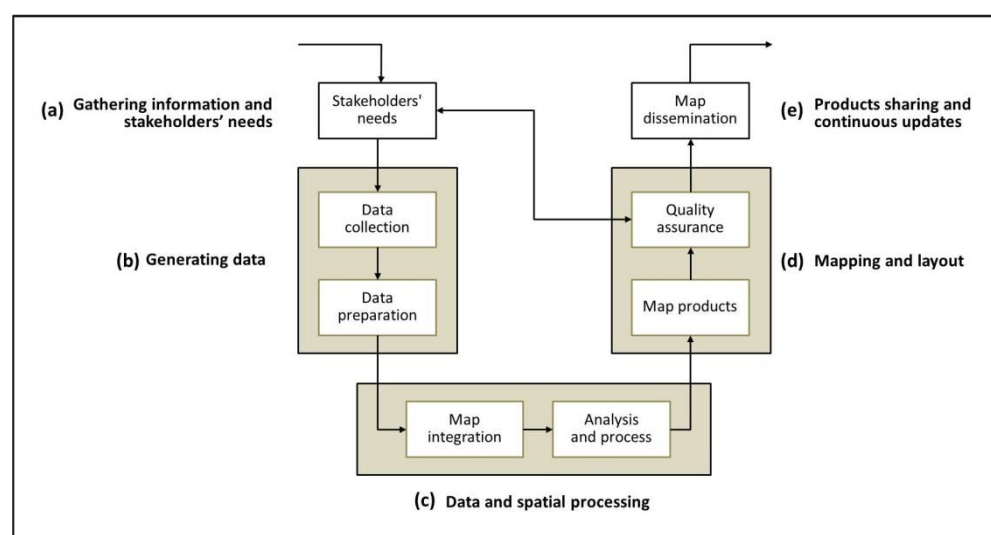 (a) Gathering information and
stakeholders’ needs
Stakeholders'
needs
Map
dissemination
(e) Products sharing and
continuous updates
Data
collection
Data
preparation
(b) Generating data
Quality
assurance
Map products
(d) Mapping and layout
Map
integration
Analysis
and process
(c) Data and spatial processing